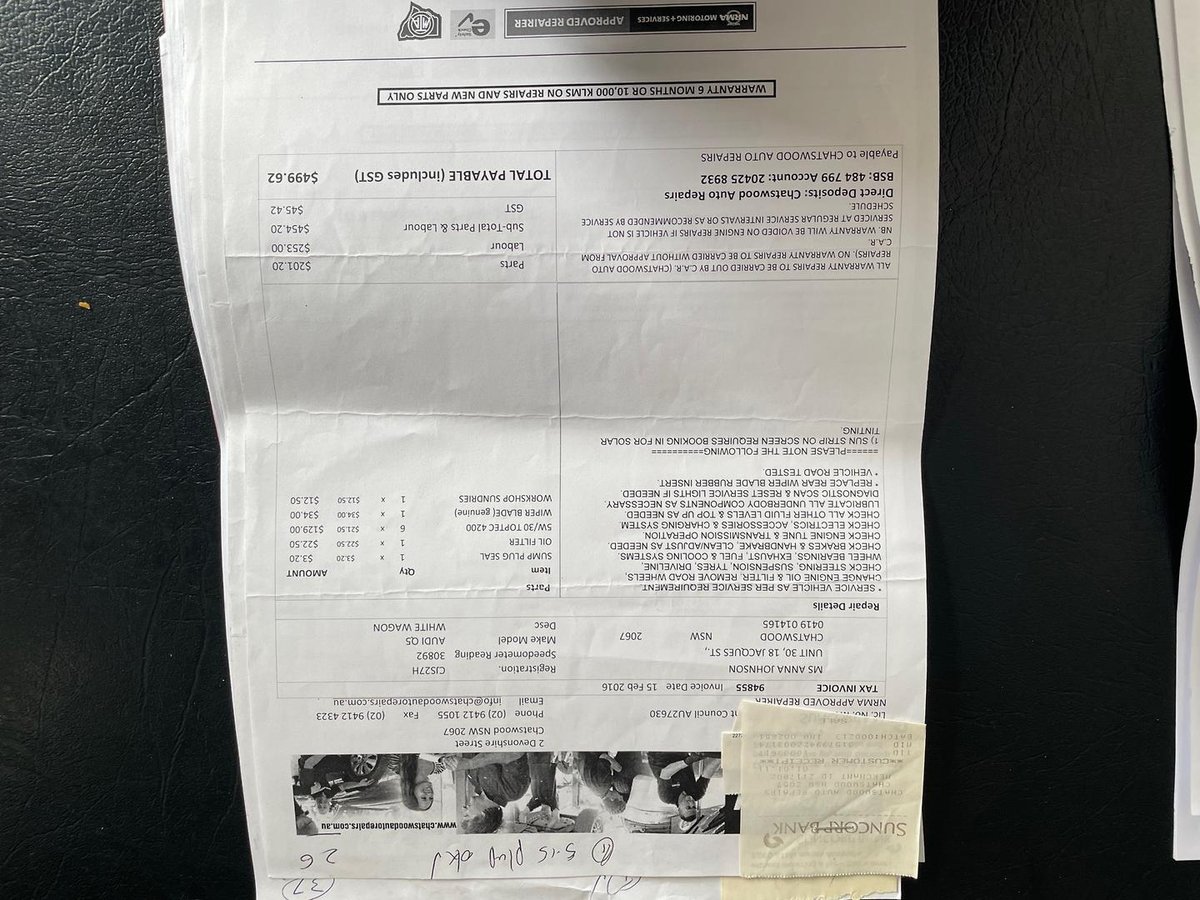 26
5-15 plup ok
www.chatswoodautorepairs.com.au
SUNCORP BANK
CHATSWOOD AUTO REPAIRS
CHATSWOOD NSW 2057
*CUSTOMER RECEIPT*
2 Devonshire Street
Chatswood NSW 2067
Phone (02) 9412 1055 Fax (02) 9412 4323
Email info@chatswoodautorepairs.com.au
nt Council AU27630
NRMA APPROVED REPAIRER
TAX INVOICE 94855 Invoice Date 15 Feb 2016
MS ANNA JOHNSON
UNIT 30, 18 JACQUES ST.,
CHATSWOOD NSW 2067
0419 014165
Registration. CJS27H
Speedometer Reading 30892
Make Model AUDI Q5
Desc WHITE WAGON
Repair Details
* SERVICE VEHICLE AS PER SERVICE REQUIREMENT.
CHANGE ENGINE OIL & FILTER, REMOVE ROAD WHEELS,
CHECK STEERING, SUSPENSION, TYRES, DRIVELINE,
WHEEL BEARINGS, EXHAUST, FUEL & COOLING SYSTEMS.
CHECK BRAKES & HANDBRAKE, CLEAN/ADJUST AS NEEDED
CHECK ENGINE TUNE & TRANSMISSION OPERATION
CHECK ELECTRICS, ACCESSORIES & CHARGING SYSTEM
CHECK ALL OTHER FLUID LEVELS & TOP UP AS NEEDED
LUBRICATE ALL UNDERBODY COMPONENTS AS NECESSARY.
DIAGNOSTIC SCAN & RESET SERVICE LIGHTS IF NEEDED.
* REPLACE REAR WIPER BLADE RUBBER INSERT.
* VEHICLE ROAD TESTED.
======PLEASE NOTE THE FOLLOWING===========
1) SUN STRIP ON SCREEN REQUIRES BOOKING IN FOR SOLAR
TINTING.
Parts
Item Qty AMOUNT
SUMP PLUG SEAL 1 x $3.20 $3.20
OIL FILTER 1 x $22.50 $22.50
5W/30 TOPTEC 4200 6 x $21.50 $129.00
WIPER BLADE( genuine) 1 x $34.00 $34.00
WORKSHOP SUNDRIES 1 x $12.50 $12.50
ALL WARRANTY REPAIRS TO BE CARRIED OUT BY C.A.R. (CHATSWOOD AUTO
REPAIRS). NO WARRANTY REPAIRS TO BE CARRIED WITHOUT APPROVAL FROM
C.A.R.
NB. WARRANTY WILL BE VOIDED ON ENGINE REPAIRS IF VEHICLE IS NOT
SERVICED AT REGULAR SERVICE INTERVALS OR AS RECOMMENDED BY SERVICE
SCHEDULE.
Direct Deposits: Chatswood Auto Repairs
BSB: 484 799 Account: 20425 8932
Payable to CHATSWOOD AUTO REPAIRS
Parts $201.20
Labour $253.00
Sub-Total Parts & Labour $454.20
GST $45.42
TOTAL PAYABLE (includes GST) $499.62
WARRANTY 6 MONTHS OR 10,000 KLMS ON REPAIRS AND NEW PARTS ONLY
NRMA MOTORING+SERVICES APPROVED REPAIRER
MTA